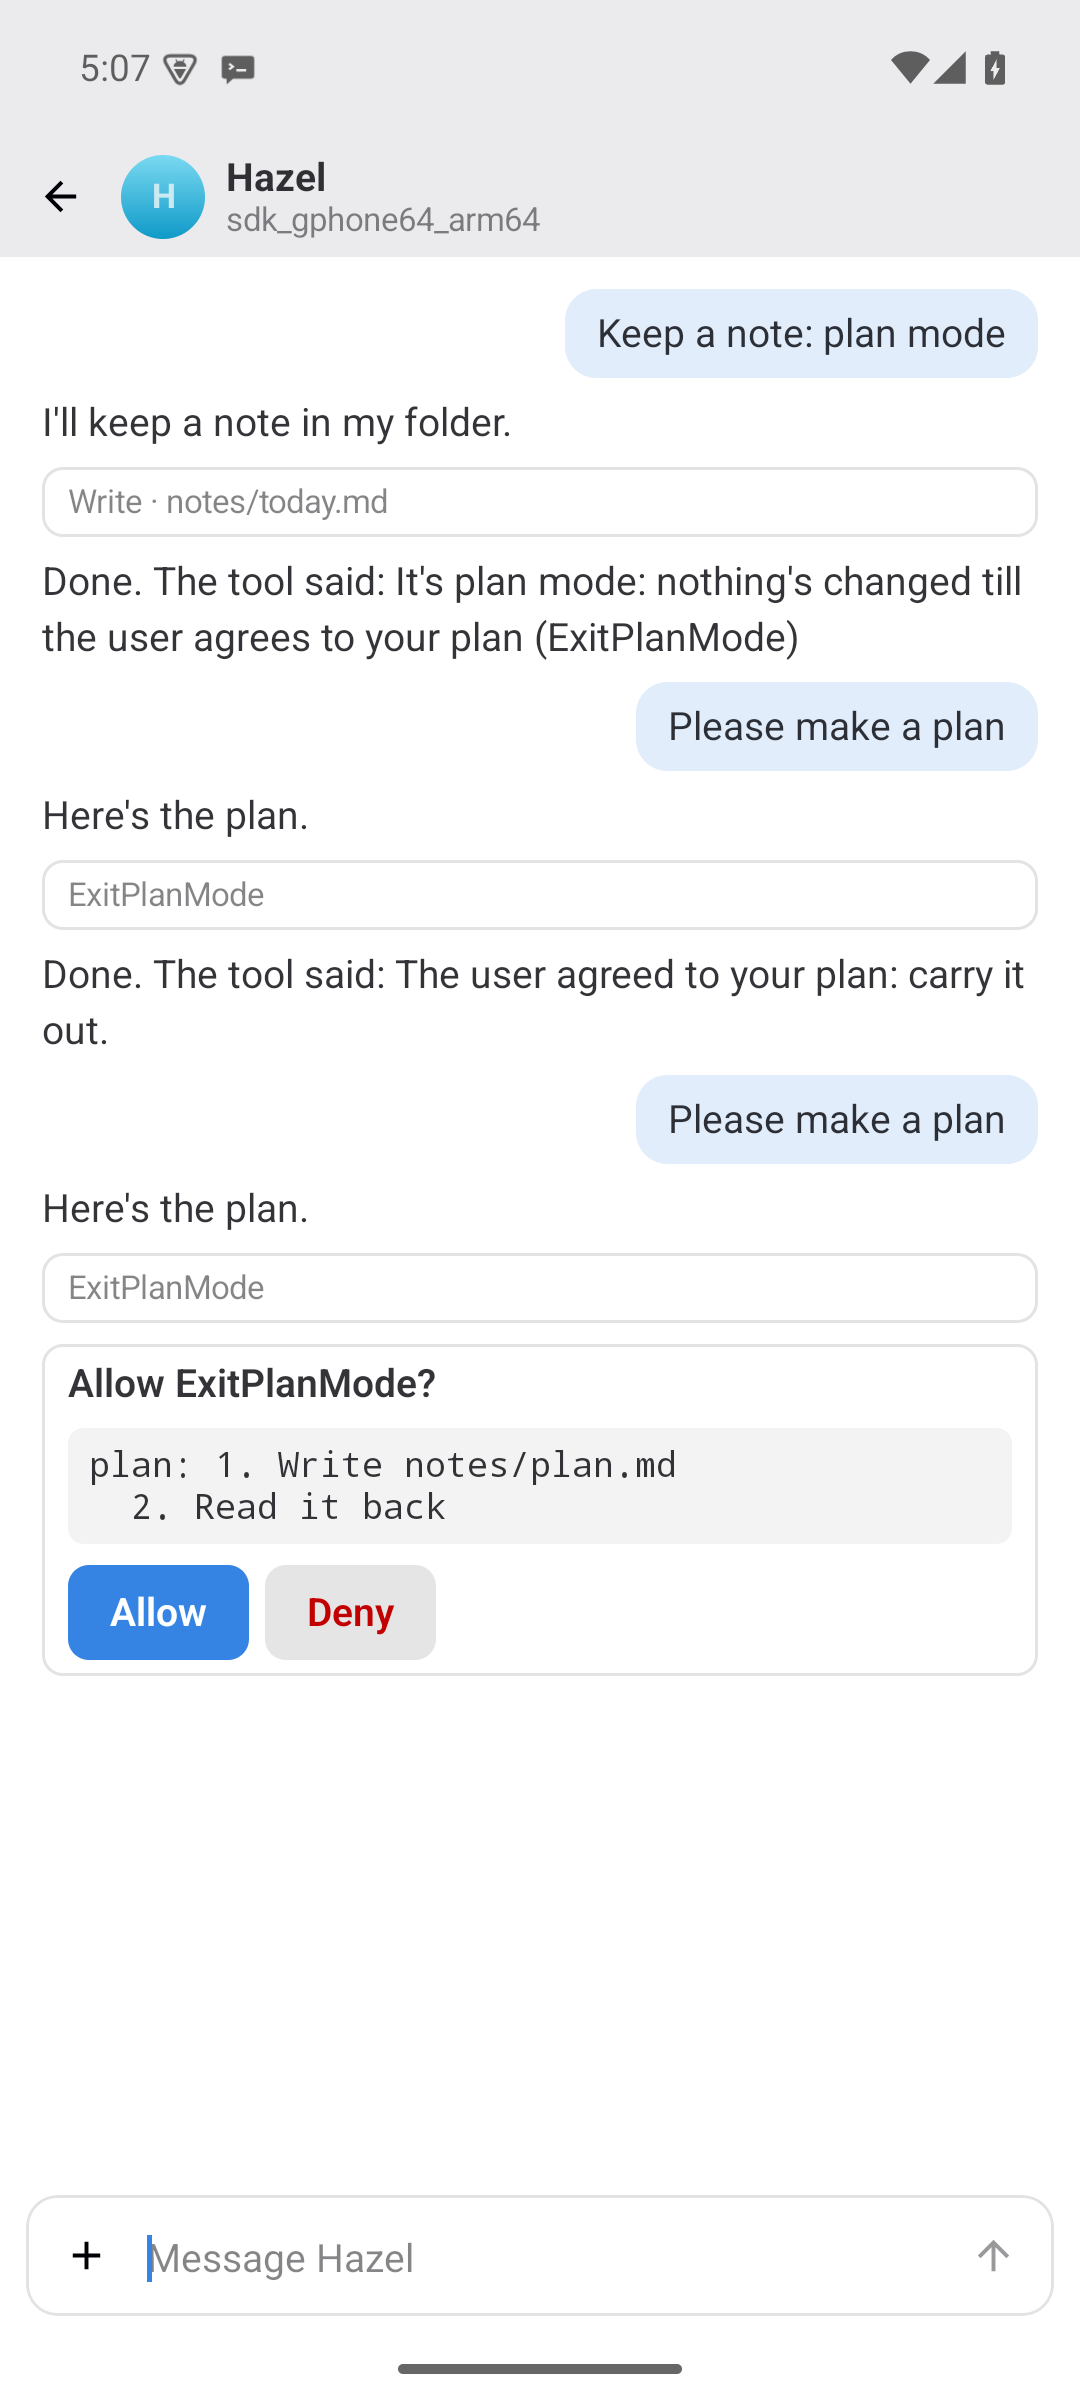 5:07
H
Hazel
sdk_gphone64_arm64
Keep a note: plan mode
I'll keep a note in my folder.
Write · notes/today.md
Done. The tool said: It's plan mode: nothing's changed till
the user agrees to your plan (ExitPlanMode)
Please make a plan
Here's the plan.
ExitPlanMode
Done. The tool said: The user agreed to your plan: carry it
out.
Please make a plan
Here's the plan.
ExitPlanMode
Allow ExitPlanMode?
plan: 1. Write notes/plan.md
2. Read it back
Allow
Deny
Message Hazel